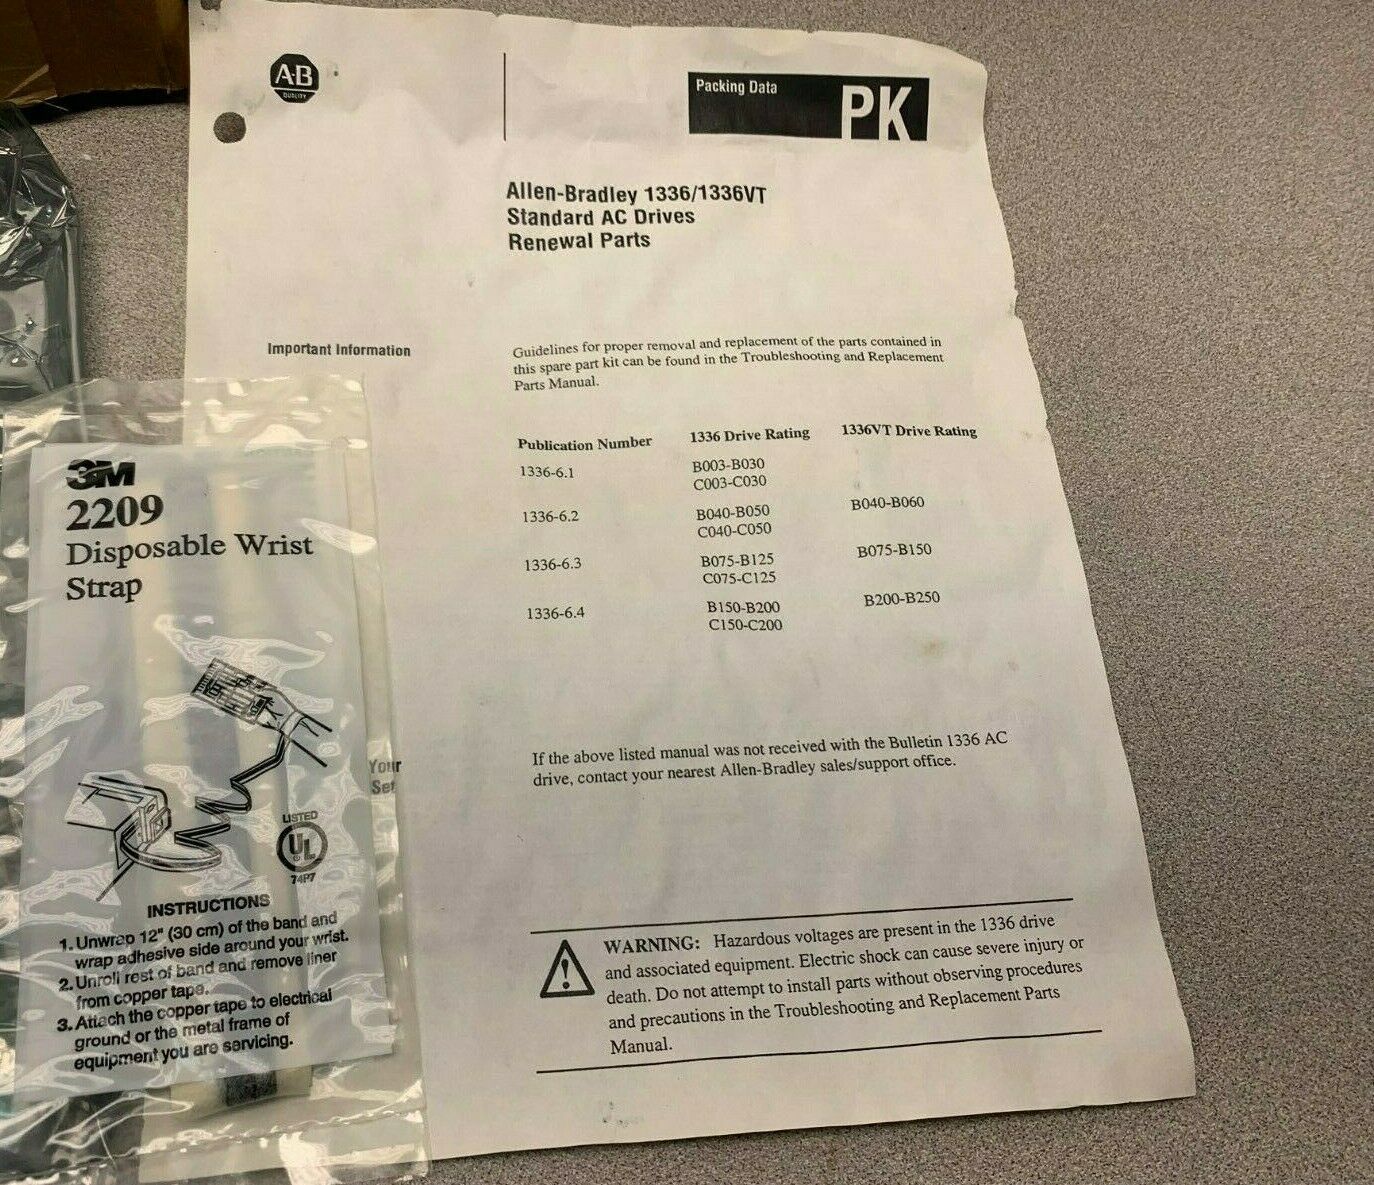 AB
QUALITY
Packing Data
PK
Allen-Bradley 1336/1336VT
Standard AC Drives
Renewal Parts
Important Information
Guidelines for proper removal and replacement of the parts contained in
this spare part kit can be found in the Troubleshooting and Replacement
Parts Manual.
Publication Number 1336 Drive Rating 1336VT Drive Rating
1336-6.1 B003-B030
C003-C030
1336-6.2 B040-B050 B040-B060
C040-C050
1336-6.3 B075-B125 B075-B150
C075-C125
1336-6.4 B150-B200 B200-B250
C150-C200
If the above listed manual was not received with the Bulletin 1336 AC
drive, contact your nearest Allen-Bradley sales/support office.
WARNING: Hazardous voltages are present in the 1336 drive
and associated equipment. Electric shock can cause severe injury or
death. Do not attempt to install parts without observing procedures
and precautions in the Troubleshooting and Replacement Parts
Manual.
3M
2209
Disposable Wrist
Strap
Your
Set
LISTED
UL
74P7
INSTRUCTIONS
1. Unwrap 12" (30 cm) of the band and
wrap adhesive side around your wrist.
2. Unroll rest of band and remove liner
from copper tape.
3. Attach the copper tape to electrical
ground or the metal frame of
equipment you are servicing.